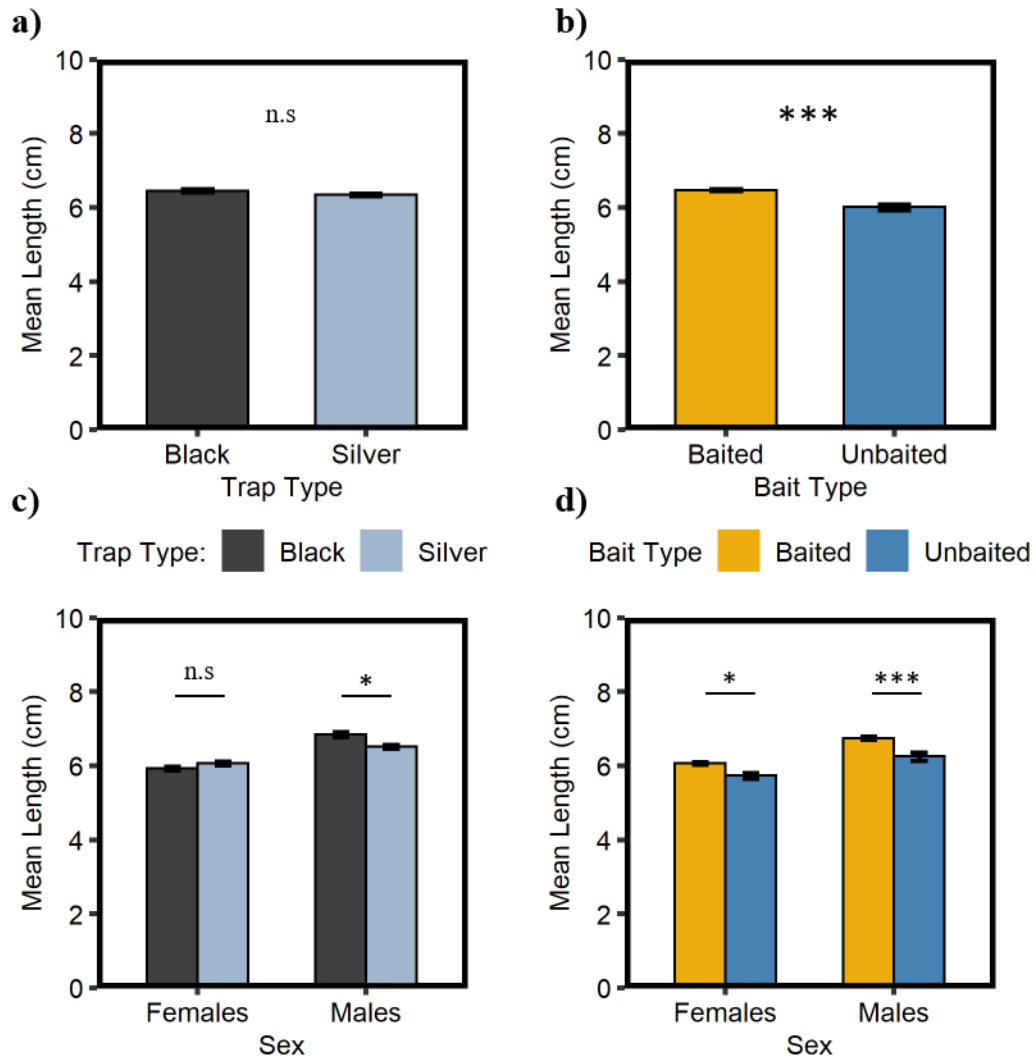 a)
10
8
6
4
2
0
Mean Length (cm)
n.s
Black Silver
Trap Type
b)
10
8
6
4
2
0
Mean Length (cm)
***
Baited Unbaited
Bait Type
c)
Trap Type: Black Silver
10
8
6
4
2
0
Mean Length (cm)
n.s
*
Females Males
Sex
d)
Bait Type Baited Unbaited
10
8
6
4
2
0
Mean Length (cm)
*
***
Females Males
Sex